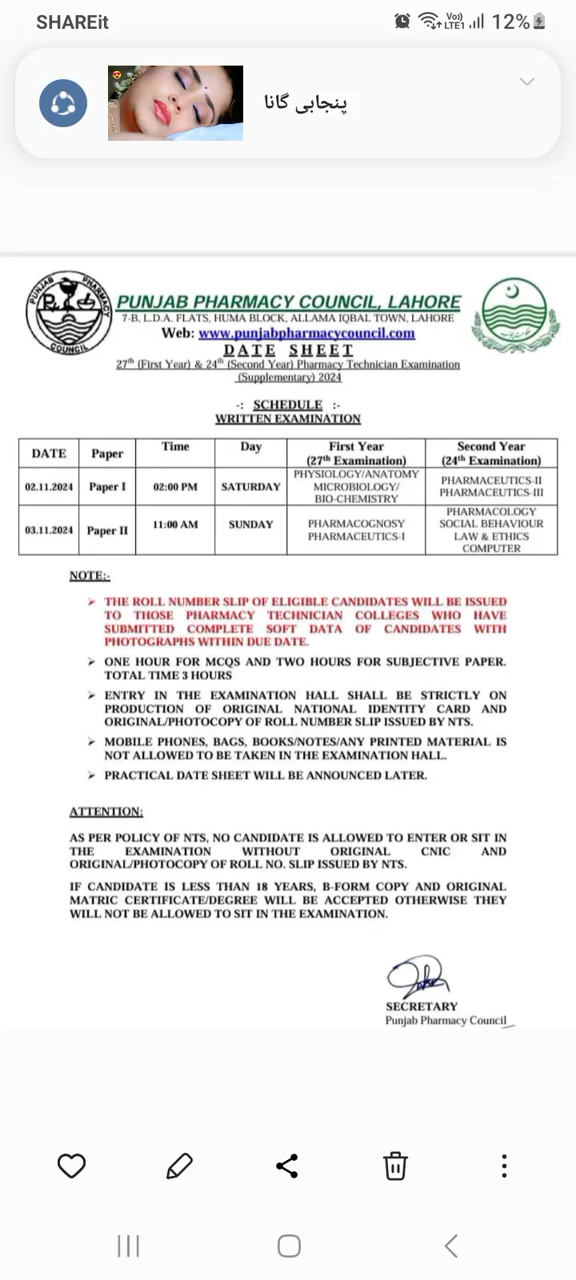 SHAREit
Vo))
LTE1
12%
پنجابی گانا
PUNJAB PHARMACY
COUNCIL
PUNJAB PHARMACY COUNCIL, LAHORE
7-B, L.D.A. FLATS, HUMA BLOCK, ALLAMA IQBAL TOWN, LAHORE
Web: www.punjabpharmacycouncil.com
DATE SHEET
27th (First Year) & 24th (Second Year) Pharmacy Technician Examination
(Supplementary) 2024
-: SCHEDULE :-
WRITTEN EXAMINATION
DATE Paper Time Day First Year (27th Examination) Second Year (24th Examination)
02.11.2024 Paper I 02:00 PM SATURDAY PHYSIOLOGY/ANATOMY MICROBIOLOGY/ BIO-CHEMISTRY PHARMACEUTICS-II PHARMACEUTICS-III
03.11.2024 Paper II 11:00 AM SUNDAY PHARMACOGNOSY PHARMACEUTICS-I PHARMACOLOGY SOCIAL BEHAVIOUR LAW & ETHICS COMPUTER
NOTE:-
➢ THE ROLL NUMBER SLIP OF ELIGIBLE CANDIDATES WILL BE ISSUED
TO THOSE PHARMACY TECHNICIAN COLLEGES WHO HAVE
SUBMITTED COMPLETE SOFT DATA OF CANDIDATES WITH
PHOTOGRAPHS WITHIN DUE DATE.
➢ ONE HOUR FOR MCQS AND TWO HOURS FOR SUBJECTIVE PAPER.
TOTAL TIME 3 HOURS
➢ ENTRY IN THE EXAMINATION HALL SHALL BE STRICTLY ON
PRODUCTION OF ORIGINAL NATIONAL IDENTITY CARD AND
ORIGINAL/PHOTOCOPY OF ROLL NUMBER SLIP ISSUED BY NTS.
➢ MOBILE PHONES, BAGS, BOOKS/NOTES/ANY PRINTED MATERIAL IS
NOT ALLOWED TO BE TAKEN IN THE EXAMINATION HALL.
➢ PRACTICAL DATE SHEET WILL BE ANNOUNCED LATER.
ATTENTION:
AS PER POLICY OF NTS, NO CANDIDATE IS ALLOWED TO ENTER OR SIT IN
THE EXAMINATION WITHOUT ORIGINAL CNIC AND
ORIGINAL/PHOTOCOPY OF ROLL NO. SLIP ISSUED BY NTS.
IF CANDIDATE IS LESS THAN 18 YEARS, B-FORM COPY AND ORIGINAL
MATRIC CERTIFICATE/DEGREE WILL BE ACCEPTED OTHERWISE THEY
WILL NOT BE ALLOWED TO SIT IN THE EXAMINATION.
SECRETARY
Punjab Pharmacy Council